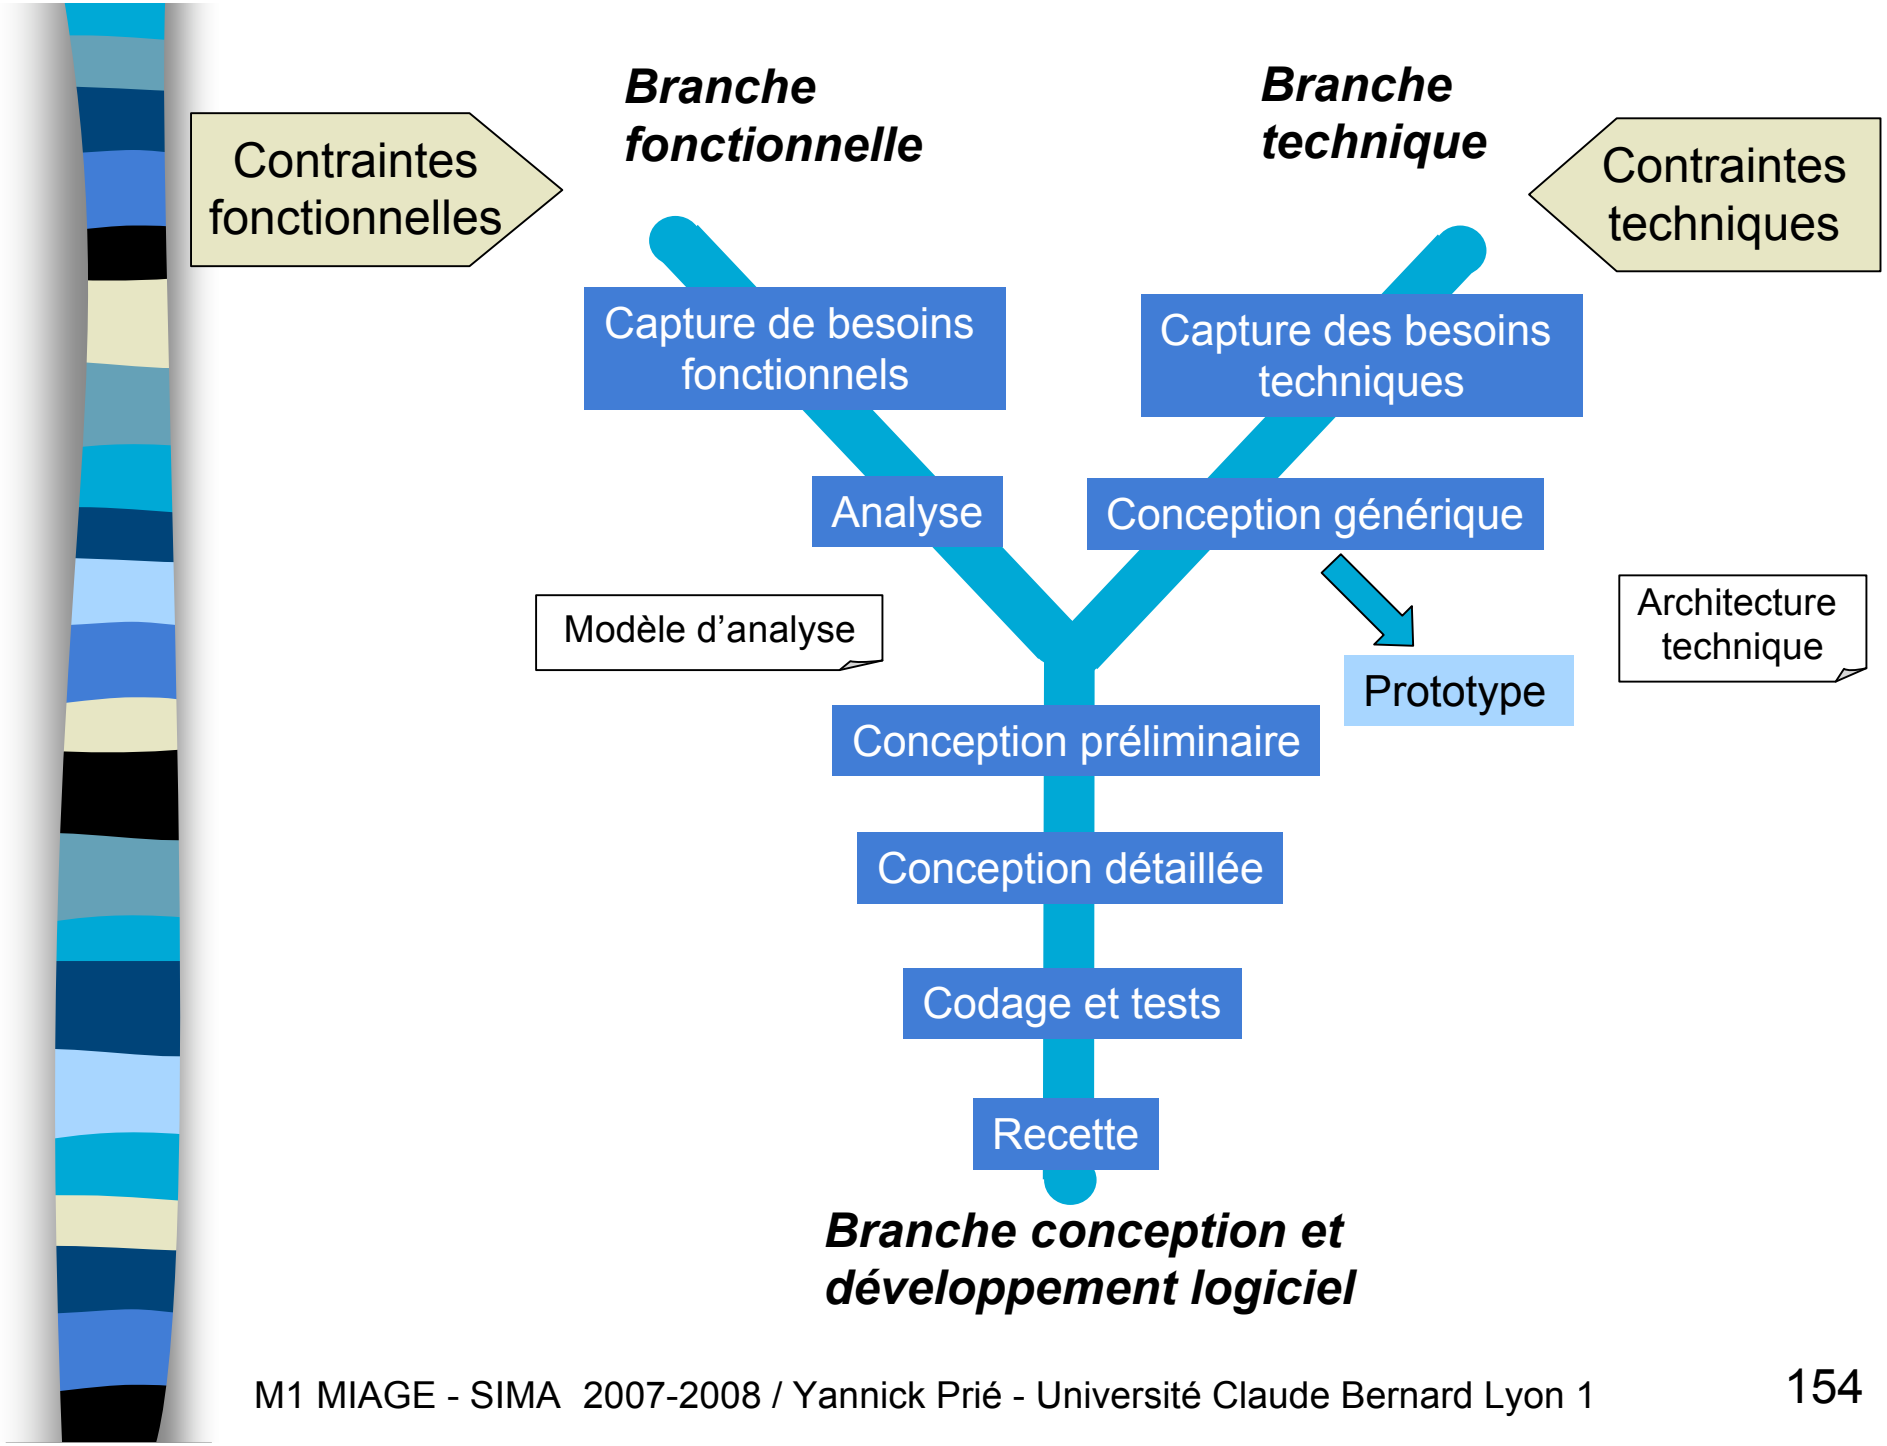 Branche
fonctionnelle
Branche
technique
Contraintes
fonctionnelles
Contraintes
techniques
Capture de besoins
fonctionnels
Capture des besoins
techniques
Analyse
Conception générique
Modèle d’analyse
Architecture
technique
Prototype
Conception préliminaire
Conception détaillée
Codage et tests
Recette
Branche conception et
développement logiciel
M1 MIAGE - SIMA 2007-2008 / Yannick Prié - Université Claude Bernard Lyon 1
154